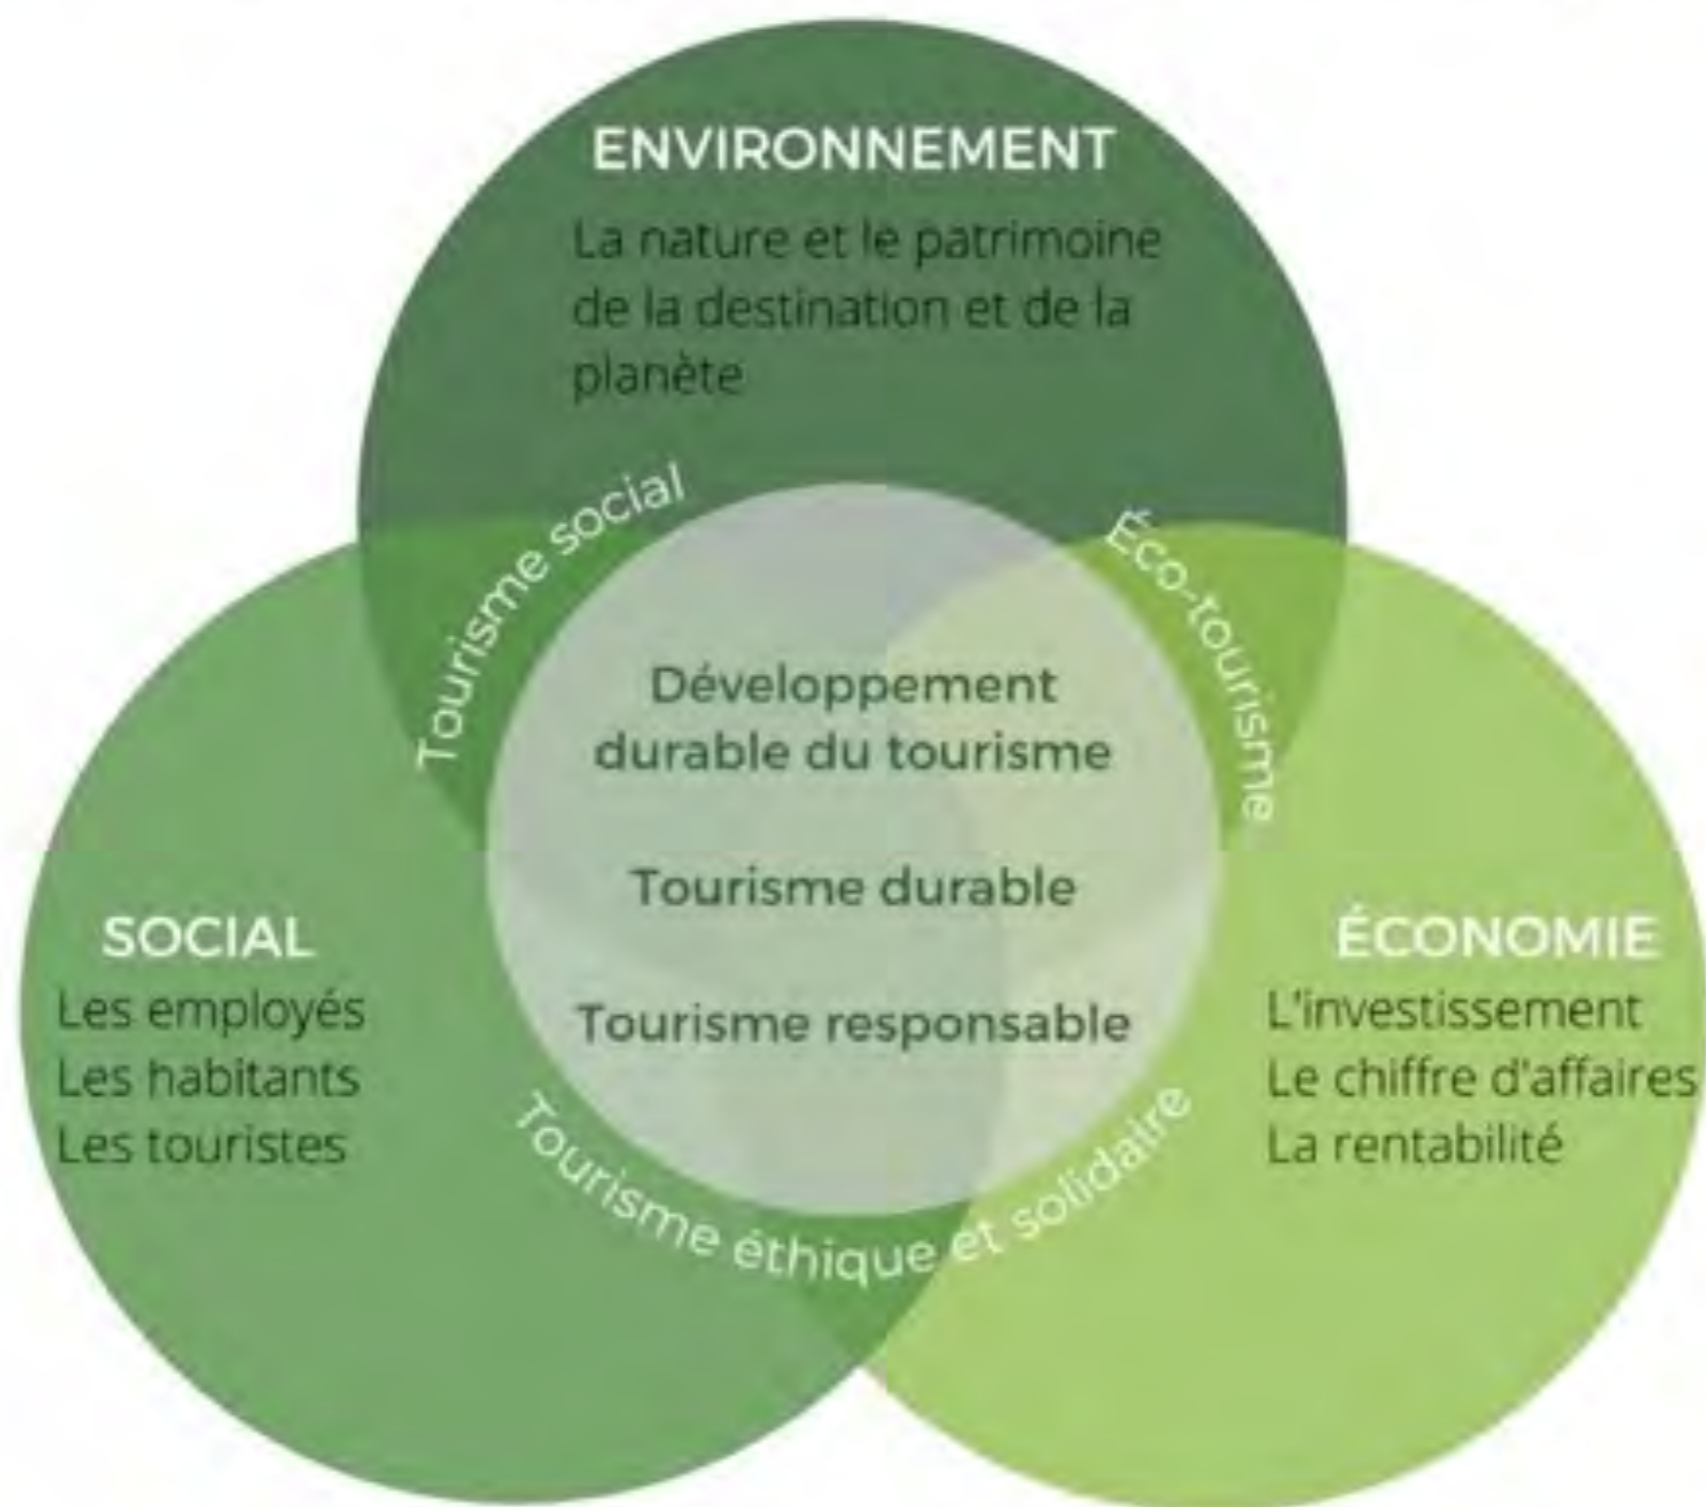 ENVIRONNEMENT
La nature et le patrimoine
de la destination et de la
planète
Tourisme social
Éco-tourisme
Développement
durable du tourisme
Tourisme durable
Tourisme responsable
SOCIAL
Les employés
Les habitants
Les touristes
ÉCONOMIE
L'investissement
Le chiffre d'affaires
La rentabilité
Tourisme éthique et solidaire